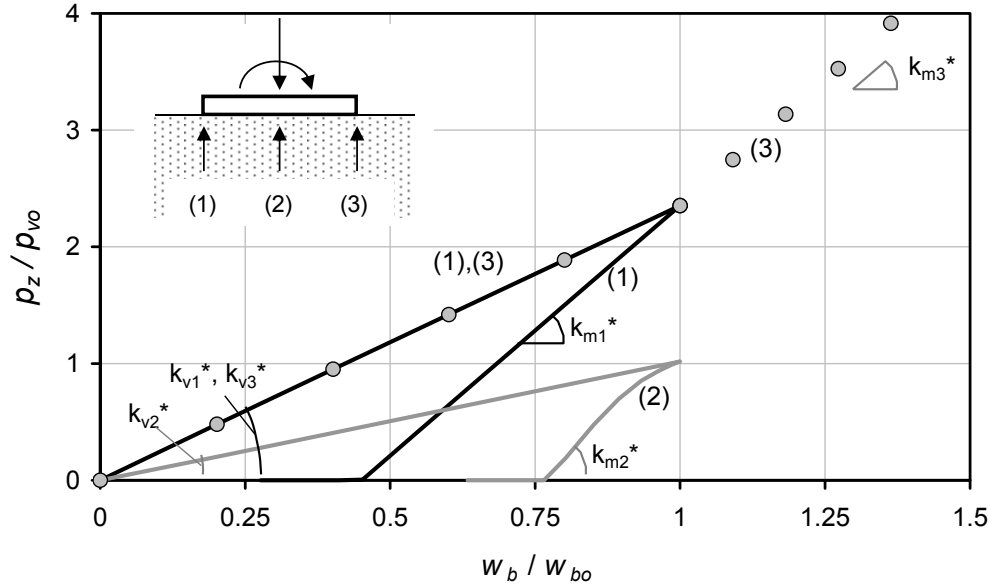 4
k_m3*
3
(3)
(1) (2) (3)
p_z / p_vo
2
(1),(3)
(1)
k_m1*
k_v1*, k_v3*
1
k_v2*
(2)
k_m2*
0
0 0.25 0.5 0.75 1 1.25 1.5
w_b / w_bo